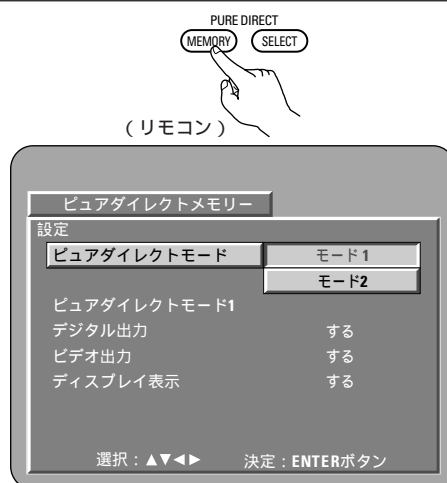 PURE DIRECT
MEMORY SELECT
(リモコン)
ピュアダイレクトメモリー
設定
ピュアダイレクトモード モード1
モード2
ピュアダイレクトモード1
デジタル出力 する
ビデオ出力 する
ディスプレイ表示 する
選択：▲▼◀▶ 決定：ENTERボタン